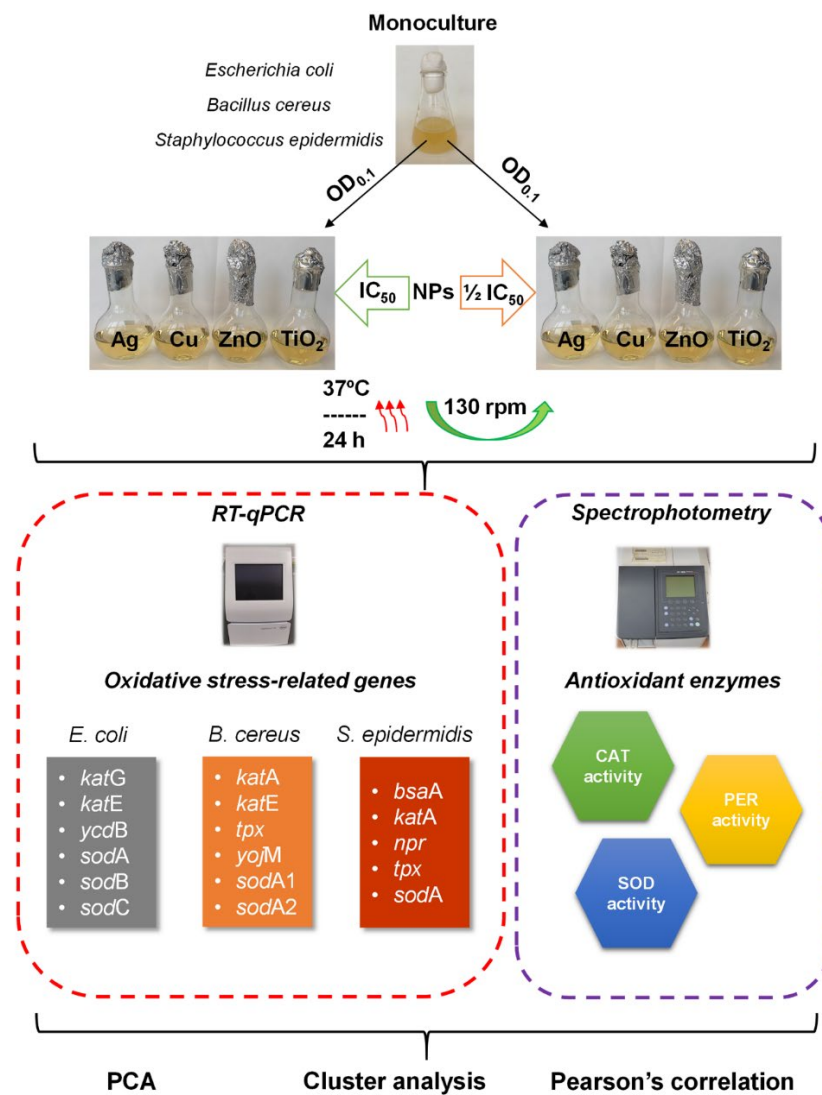 Monoculture
Escherichia coli
Bacillus cereus
Staphylococcus epidermidis
OD0.1
OD0.1
Ag
Cu
ZnO
TiO2
IC50
NPs
½ IC50
Ag
Cu
ZnO
TiO2
37ºC
------
24 h
130 rpm
RT-qPCR
Oxidative stress-related genes
E. coli
• katG
• katE
• ycdB
• sodA
• sodB
• sodC
B. cereus
• katA
• katE
• tpx
• yojM
• sodA1
• sodA2
S. epidermidis
• bsaA
• katA
• npr
• tpx
• sodA
Spectrophotometry
Antioxidant enzymes
CAT
activity
PER
activity
SOD
activity
PCA
Cluster analysis
Pearson’s correlation